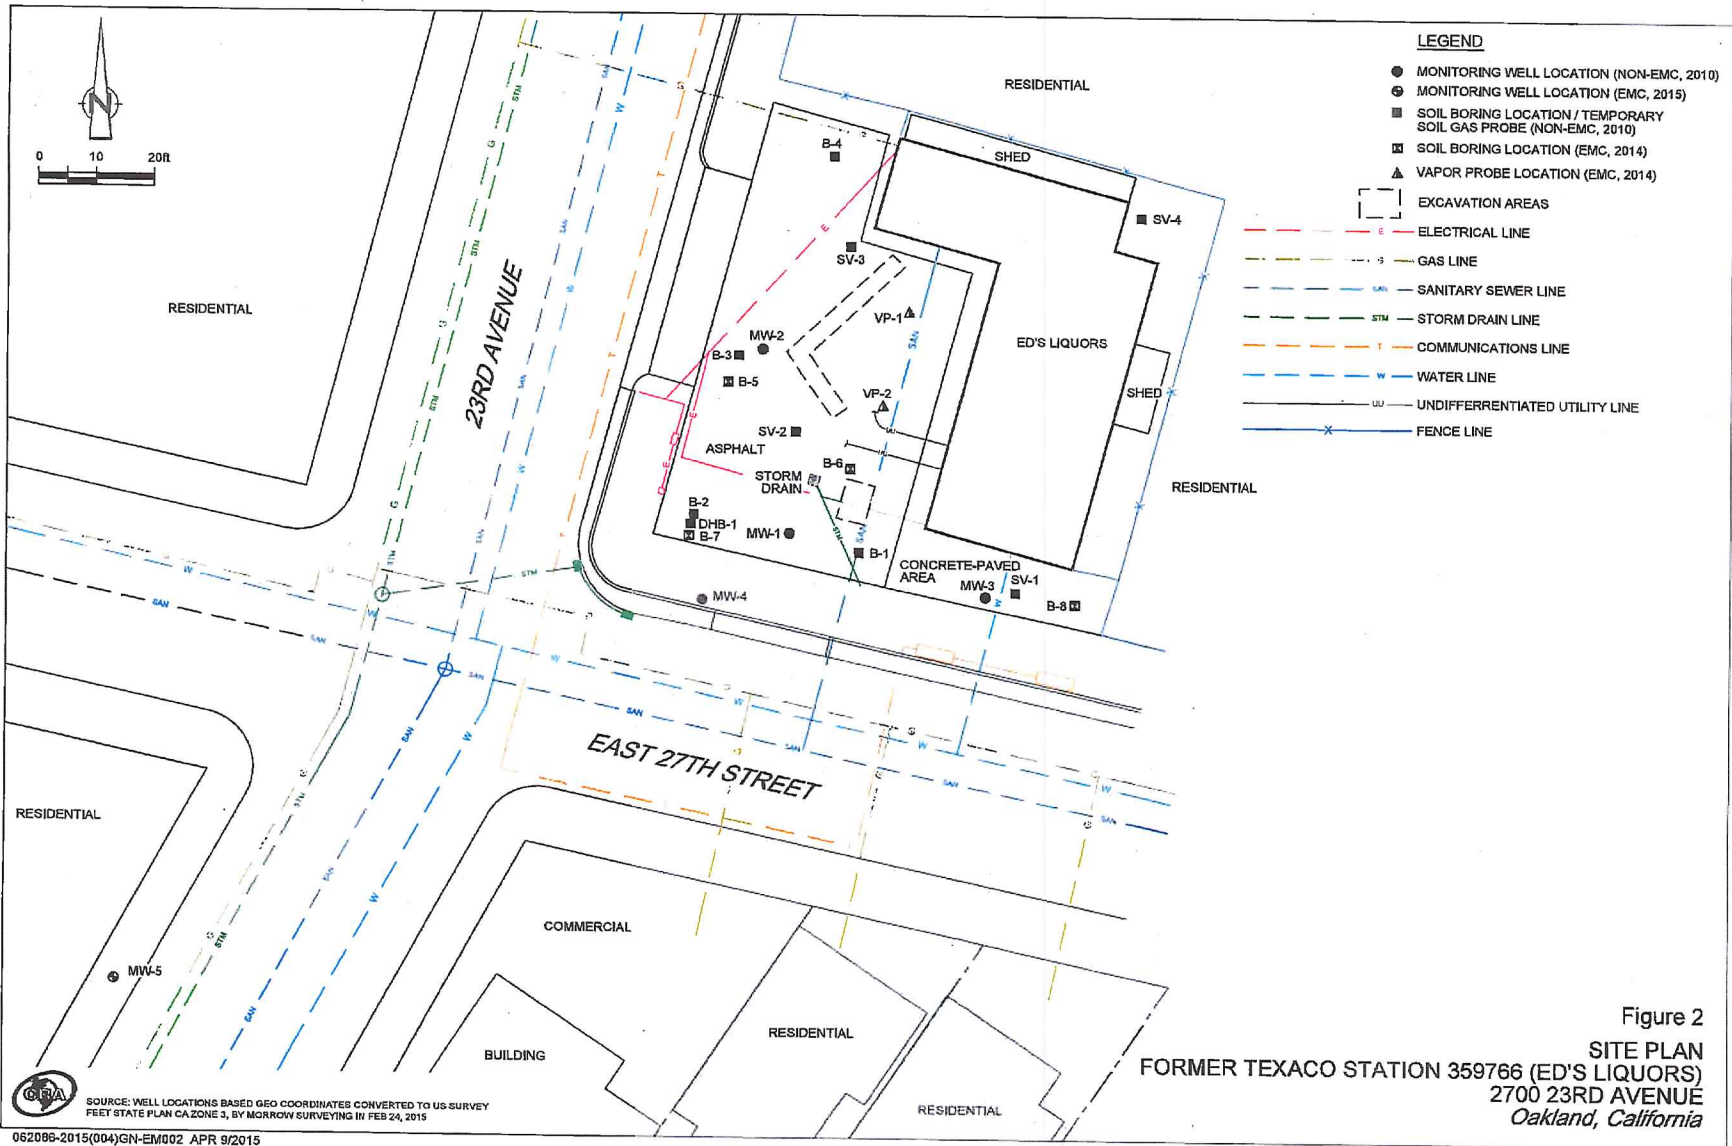 LEGEND
MONITORING WELL LOCATION (NON-EMC, 2010)
MONITORING WELL LOCATION (EMC, 2015)
SOIL BORING LOCATION / TEMPORARY
SOIL GAS PROBE (NON-EMC, 2010)
SOIL BORING LOCATION (EMC, 2014)
VAPOR PROBE LOCATION (EMC, 2014)
EXCAVATION AREAS
E ELECTRICAL LINE
G GAS LINE
SAN SANITARY SEWER LINE
STM STORM DRAIN LINE
T COMMUNICATIONS LINE
W WATER LINE
UU UNDIFFERRENTIATED UTILITY LINE
X FENCE LINE
N
0 10 20ft
RESIDENTIAL
RESIDENTIAL
SHED
B-4
SV-4
SV-3
VP-1
MW-2
B-3
B-5
ED'S LIQUORS
SHED
VP-2
SV-2
ASPHALT
B-6
STORM
DRAIN
RESIDENTIAL
B-2
DHB-1
B-7
MW-1
B-1
CONCRETE-PAVED
AREA
MW-3
SV-1
B-8
MW-4
23RD AVENUE
EAST 27TH STREET
RESIDENTIAL
MW-5
COMMERCIAL
BUILDING
RESIDENTIAL
RESIDENTIAL
Figure 2
SITE PLAN
FORMER TEXACO STATION 359766 (ED'S LIQUORS)
2700 23RD AVENUE
Oakland, California
CRA
SOURCE: WELL LOCATIONS BASED GEO COORDINATES CONVERTED TO US SURVEY
FEET STATE PLAN CA ZONE 3, BY MORROW SURVEYING IN FEB 24, 2015
062086-2015(004)GN-EM002 APR 9/2015